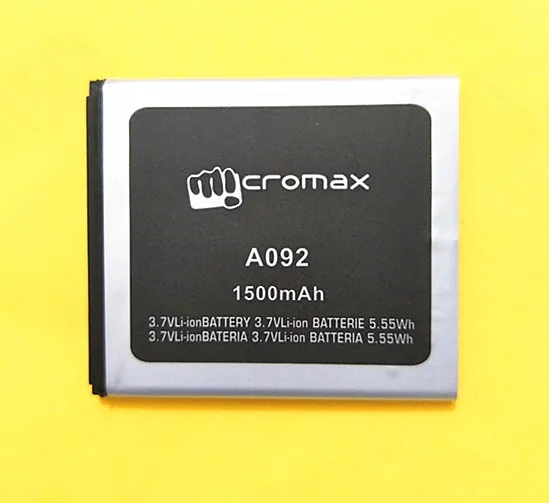 micromax
A092
1500mAh
3.7VLi-ionBATTERY 3.7VLi-ion BATTERIE 5.55Wh
3.7VLi-ionBATERIA 3.7VLi-ion BATTERIA 5.55Wh